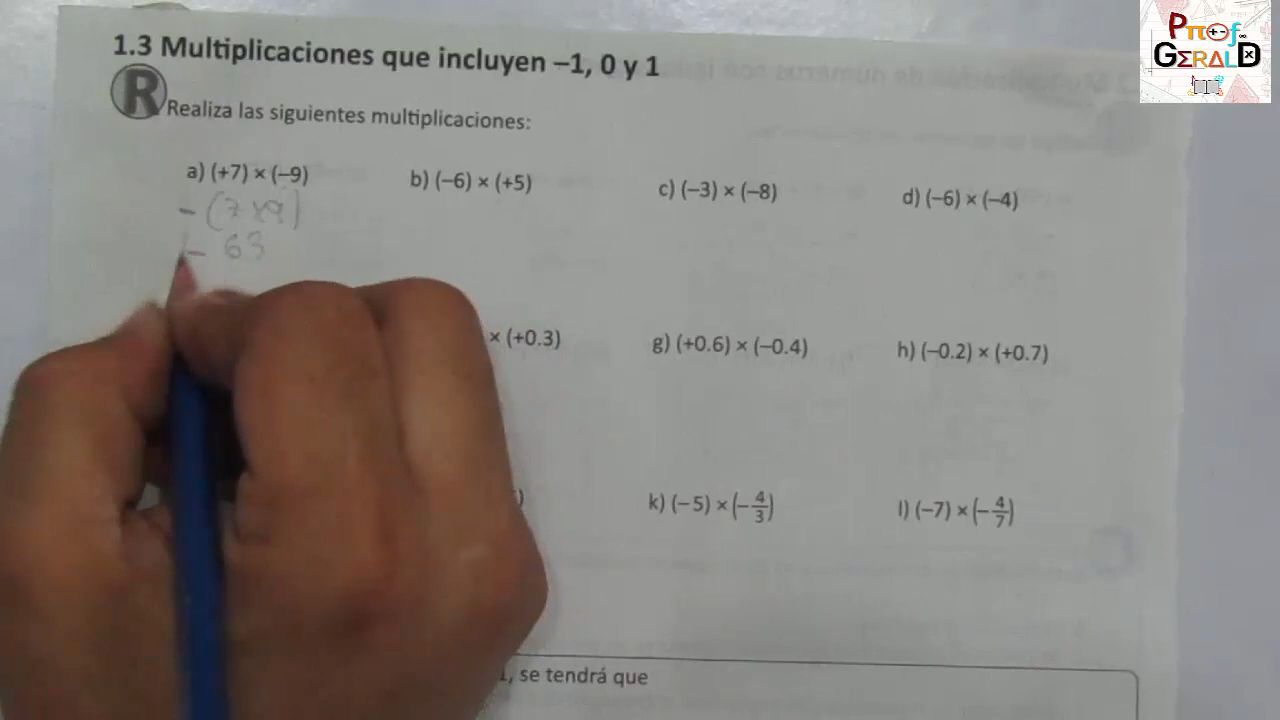 Pπof
GERALD
1.3 Multiplicaciones que incluyen –1, 0 y 1
R Realiza las siguientes multiplicaciones:
a) (+7) × (–9) b) (–6) × (+5) c) (–3) × (–8) d) (–6) × (–4)
- (7×9)
- 63
× (+0.3) g) (+0.6) × (–0.4) h) (–0.2) × (+0.7)
k) (–5) × (–4/3) l) (–7) × (–4/7)
, se tendrá que